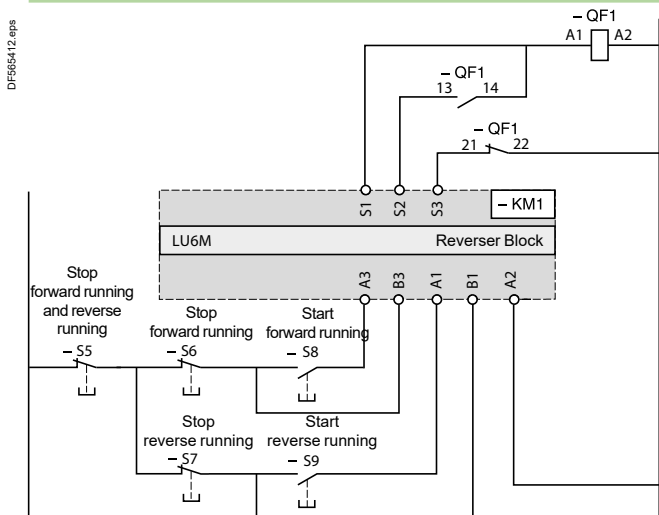 DF565412.eps
– QF1
A1 A2
– QF1
13 14
– QF1
21 22
S1 S2 S3
– KM1
LU6M Reverser Block
A3 B3 A1 B1 A2
Stop
forward running
and reverse
running
– S5
Stop
forward running
– S6
Start
forward running
– S8
Stop
reverse running
– S7
Start
reverse running
– S9